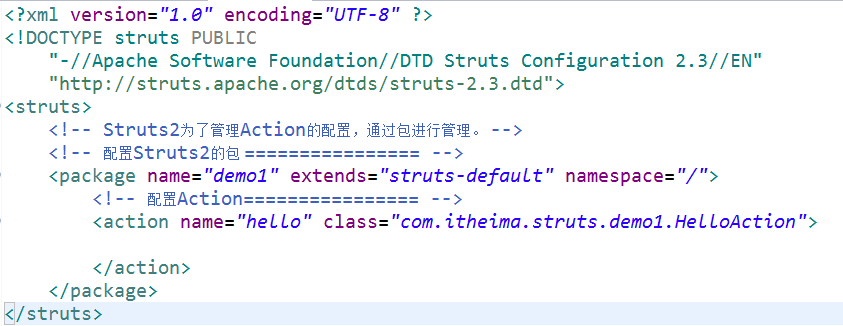 <?xml version="1.0" encoding="UTF-8" ?>
<!DOCTYPE struts PUBLIC
    "-//Apache Software Foundation//DTD Struts Configuration 2.3//EN"
    "http://struts.apache.org/dtds/struts-2.3.dtd">
<struts>
    <!-- Struts2为了管理Action的配置，通过包进行管理。 -->
    <!-- 配置Struts2的包 ================ -->
    <package name="demo1" extends="struts-default" namespace="/">
        <!-- 配置Action================ -->
        <action name="hello" class="com.itheima.struts.demo1.HelloAction">
        </action>
    </package>
</struts>